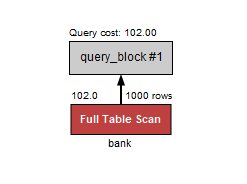 Query cost: 102.00
query_block #1
102.0 1000 rows
Full Table Scan
bank